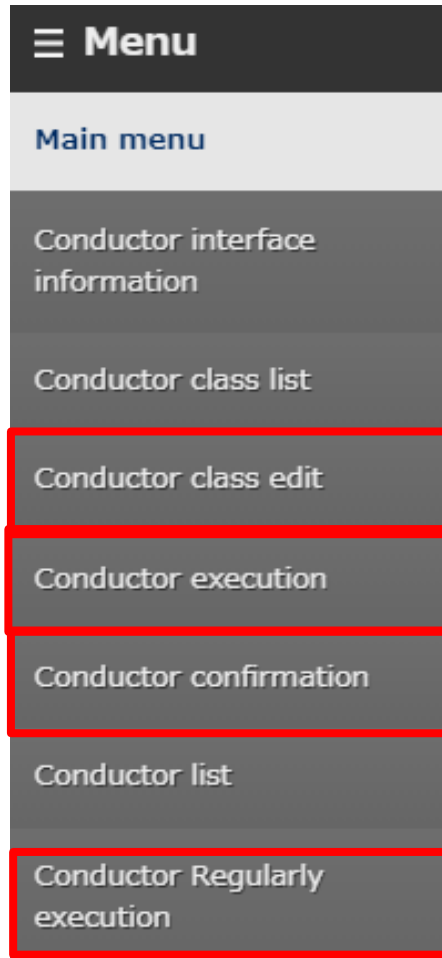 ☰ Menu
Main menu
Conductor interface
information
Conductor class list
Conductor class edit
Conductor execution
Conductor confirmation
Conductor list
Conductor Regularly
execution